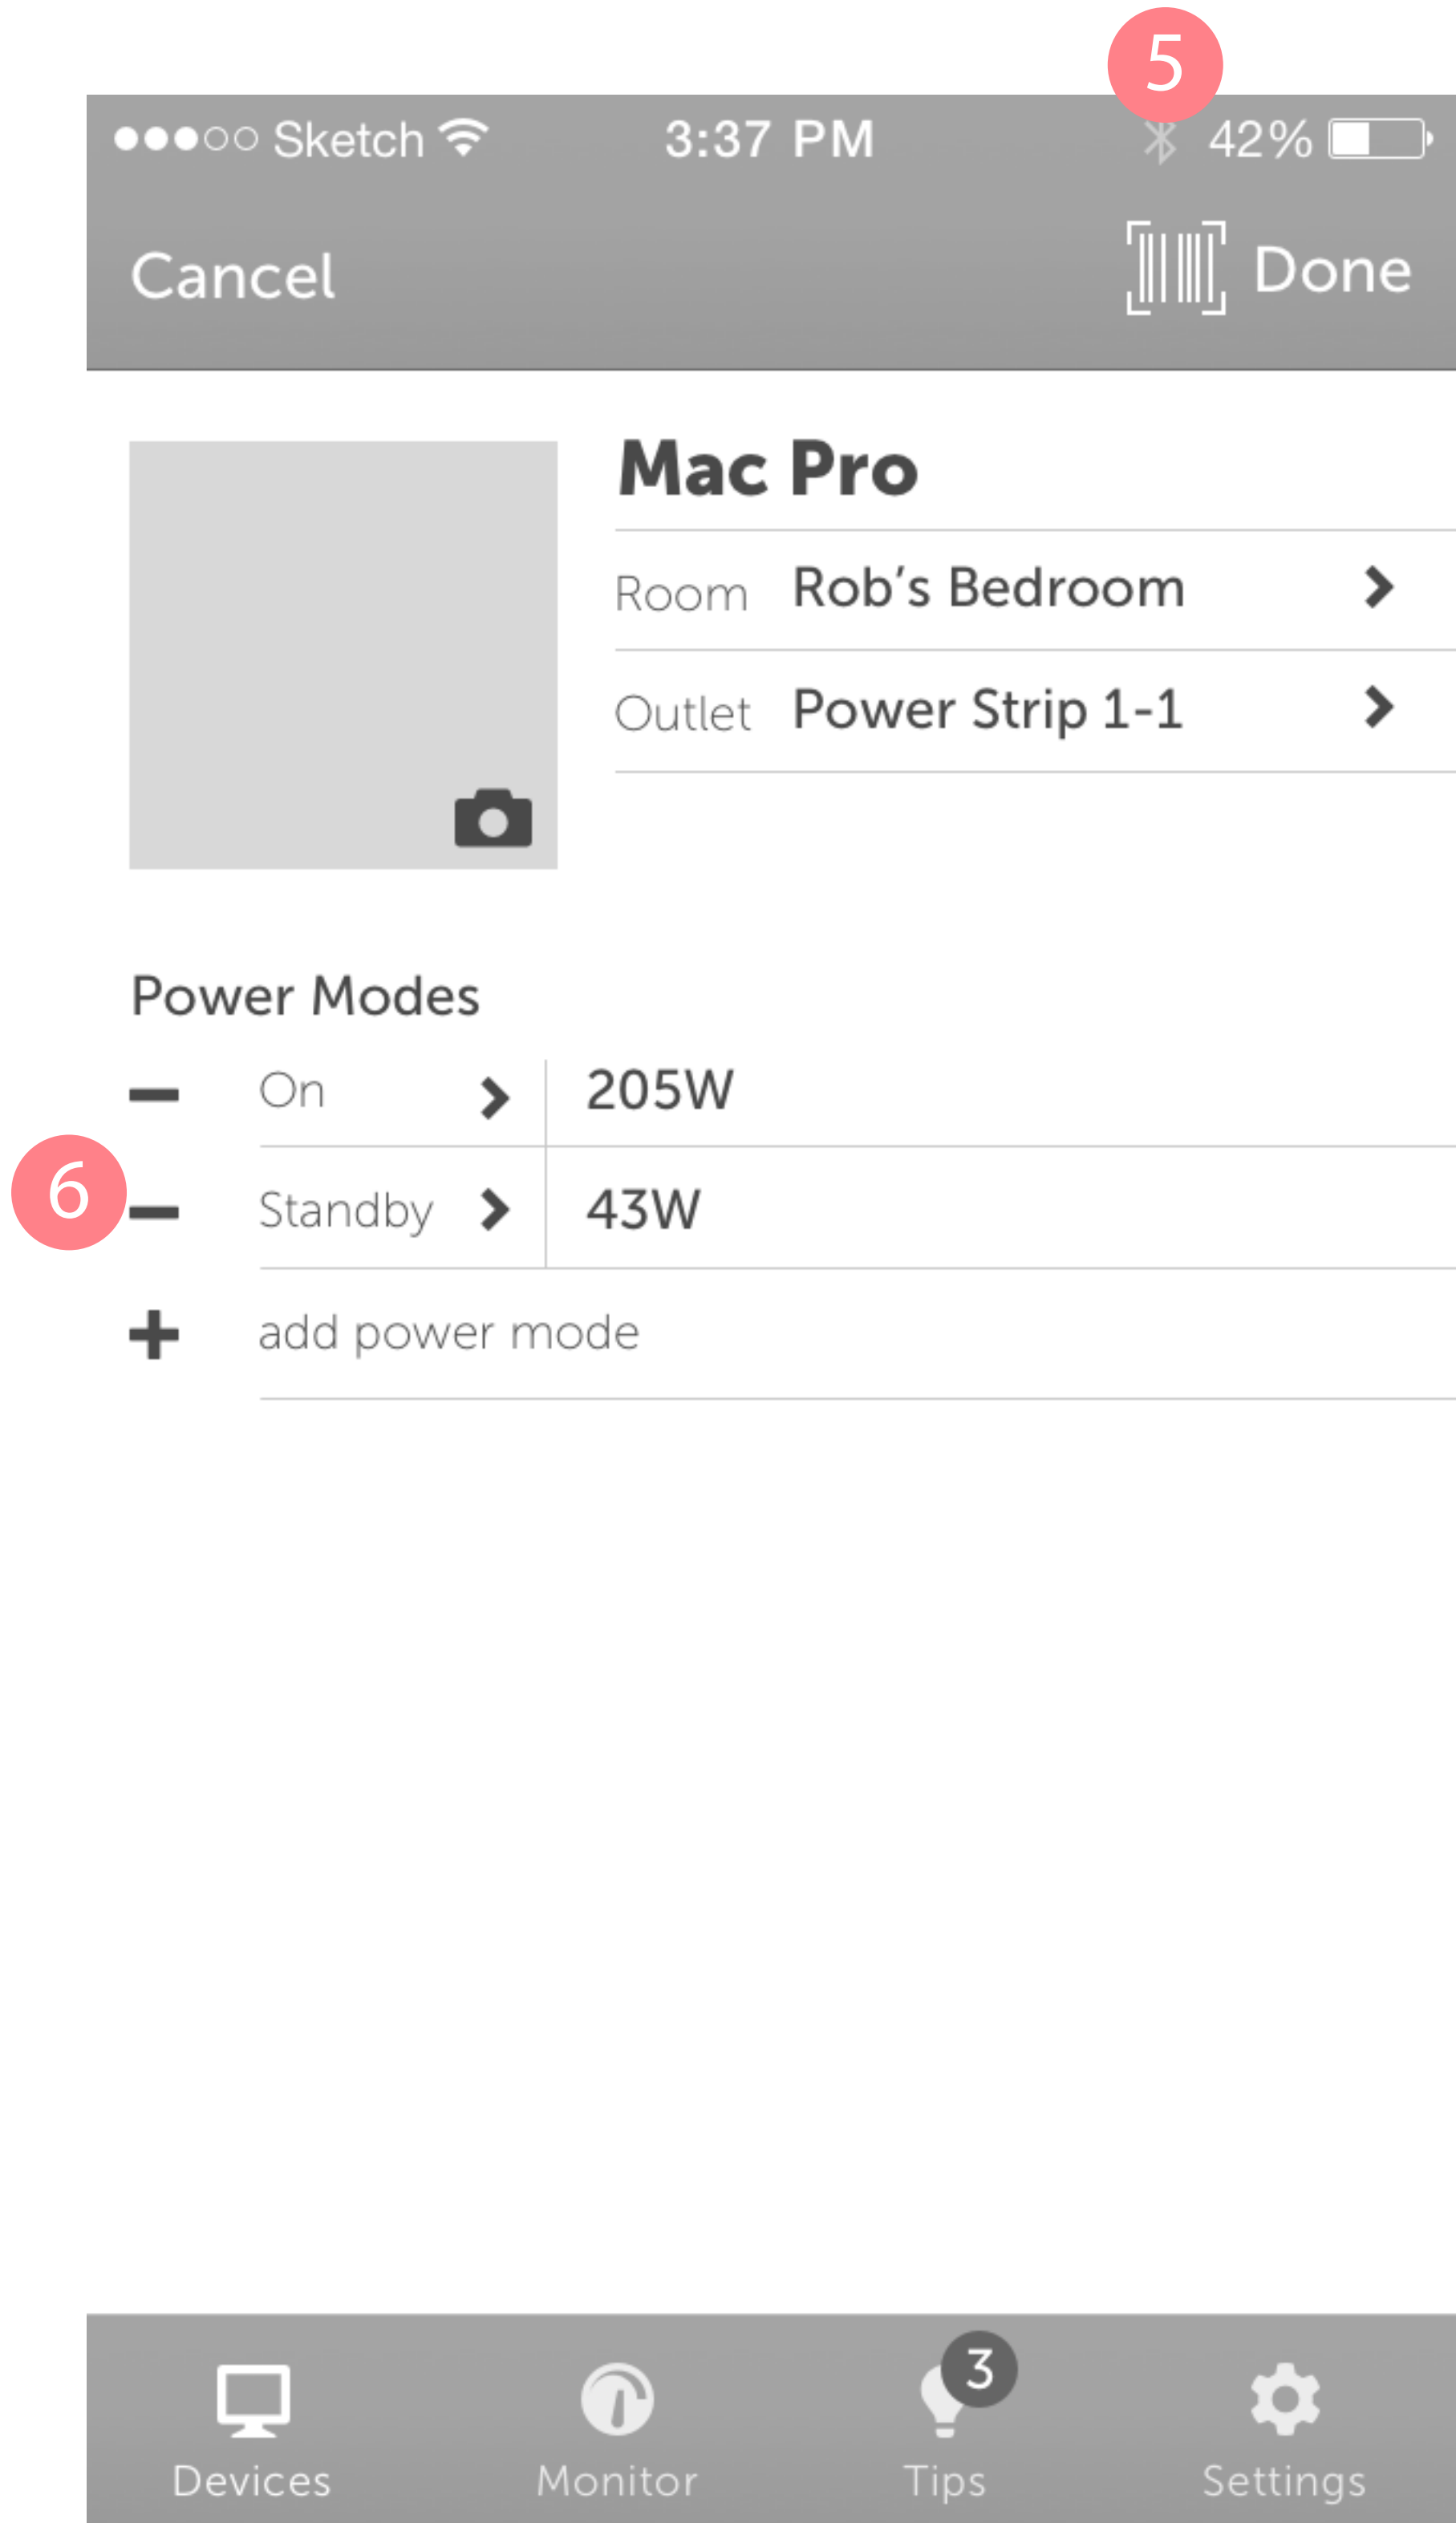 5
Sketch 3:37 PM 42%
Cancel Done
Mac Pro
Room Rob's Bedroom
Outlet Power Strip 1-1
Power Modes
On 205W
6
Standby 43W
add power mode
3
Devices Monitor Tips Settings